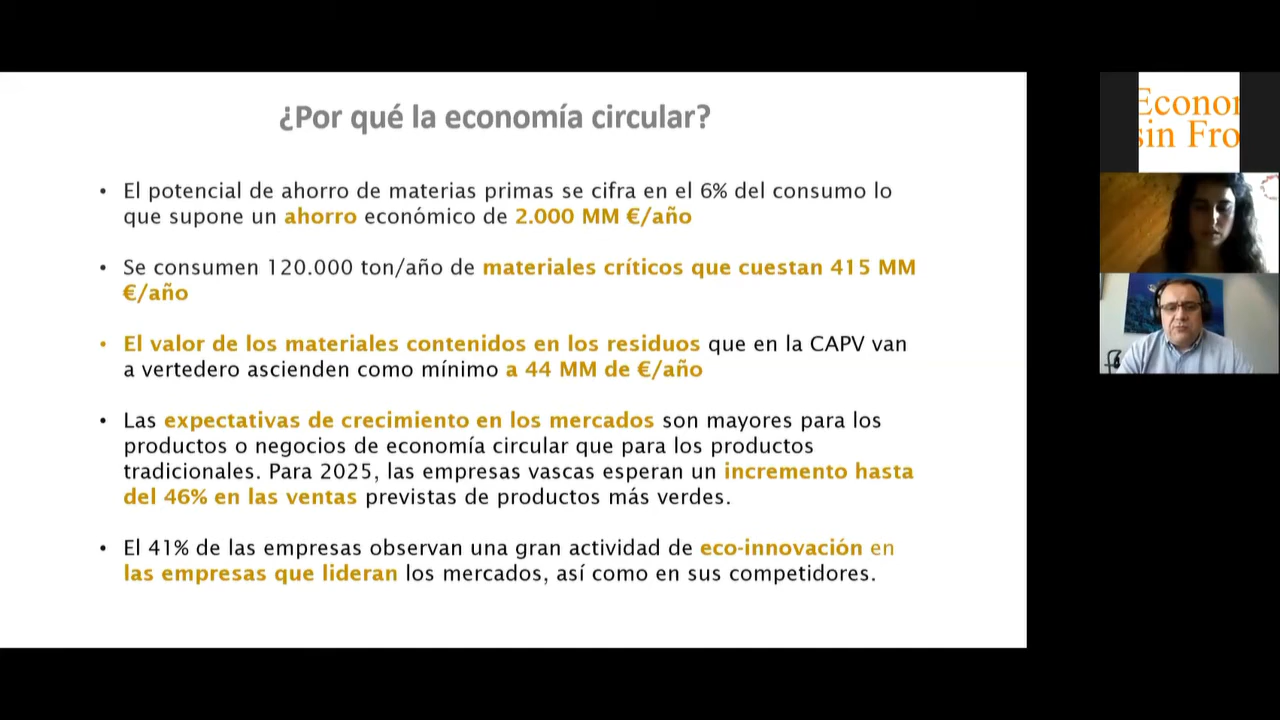 ¿Por qué la economía circular?
• El potencial de ahorro de materias primas se cifra en el 6% del consumo lo
que supone un ahorro económico de 2.000 MM €/año
• Se consumen 120.000 ton/año de materiales críticos que cuestan 415 MM
€/año
• El valor de los materiales contenidos en los residuos que en la CAPV van
a vertedero ascienden como mínimo a 44 MM de €/año
• Las expectativas de crecimiento en los mercados son mayores para los
productos o negocios de economía circular que para los productos
tradicionales. Para 2025, las empresas vascas esperan un incremento hasta
del 46% en las ventas previstas de productos más verdes.
• El 41% de las empresas observan una gran actividad de eco-innovación en
las empresas que lideran los mercados, así como en sus competidores.
Econor
sin Fro